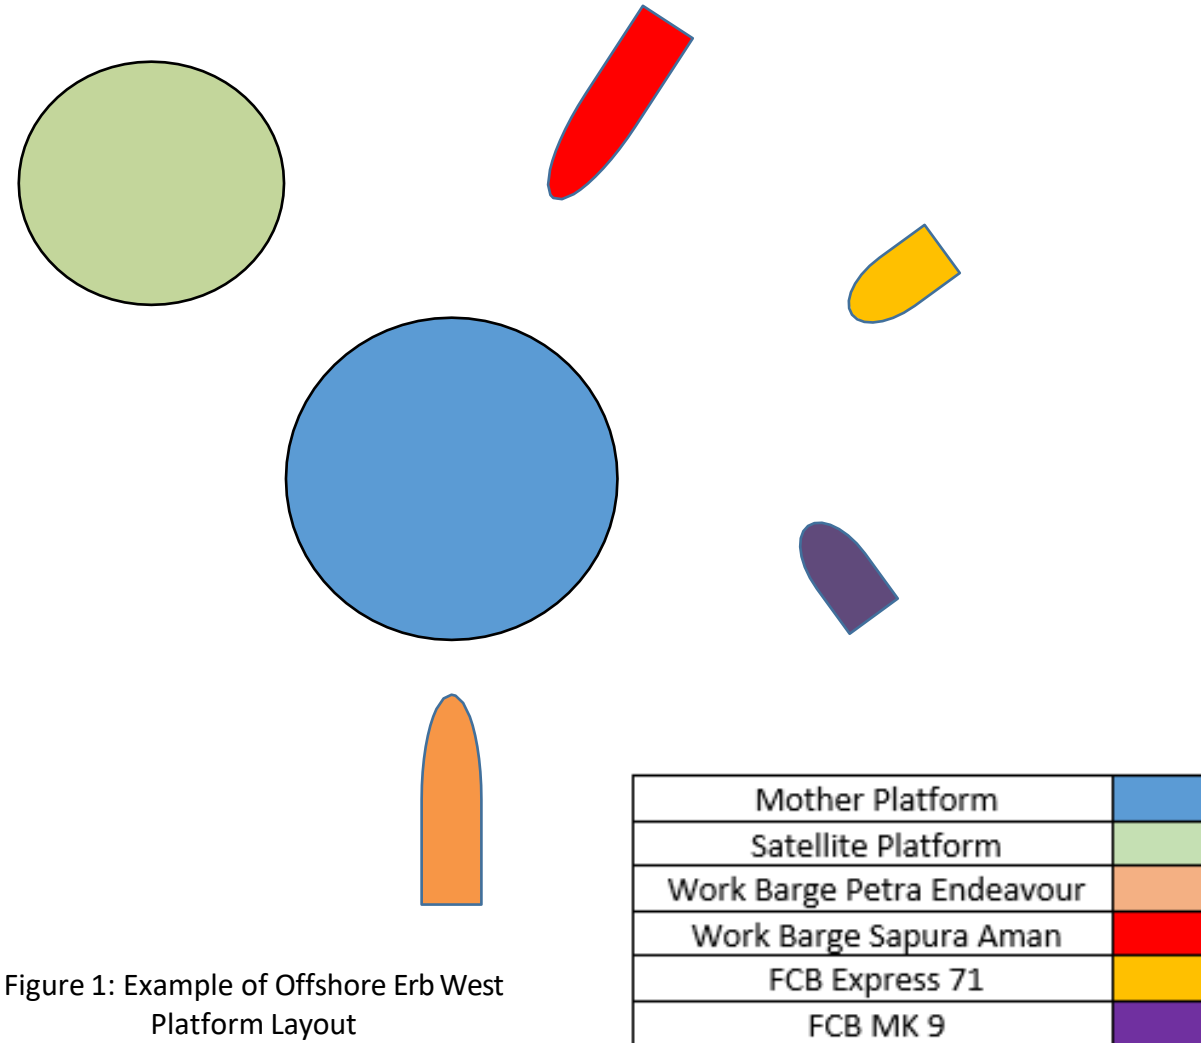 Mother Platform
Satellite Platform
Work Barge Petra Endeavour
Work Barge Sapura Aman
FCB Express 71
FCB MK 9
Figure 1: Example of Offshore Erb West
Platform Layout